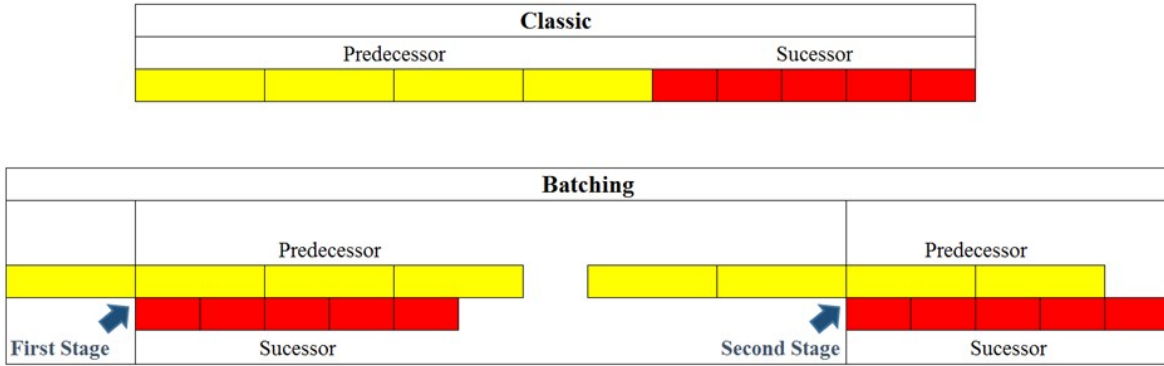 Classic
Predecessor Sucessor
Batching
Predecessor Predecessor
First Stage Sucessor Second Stage Sucessor